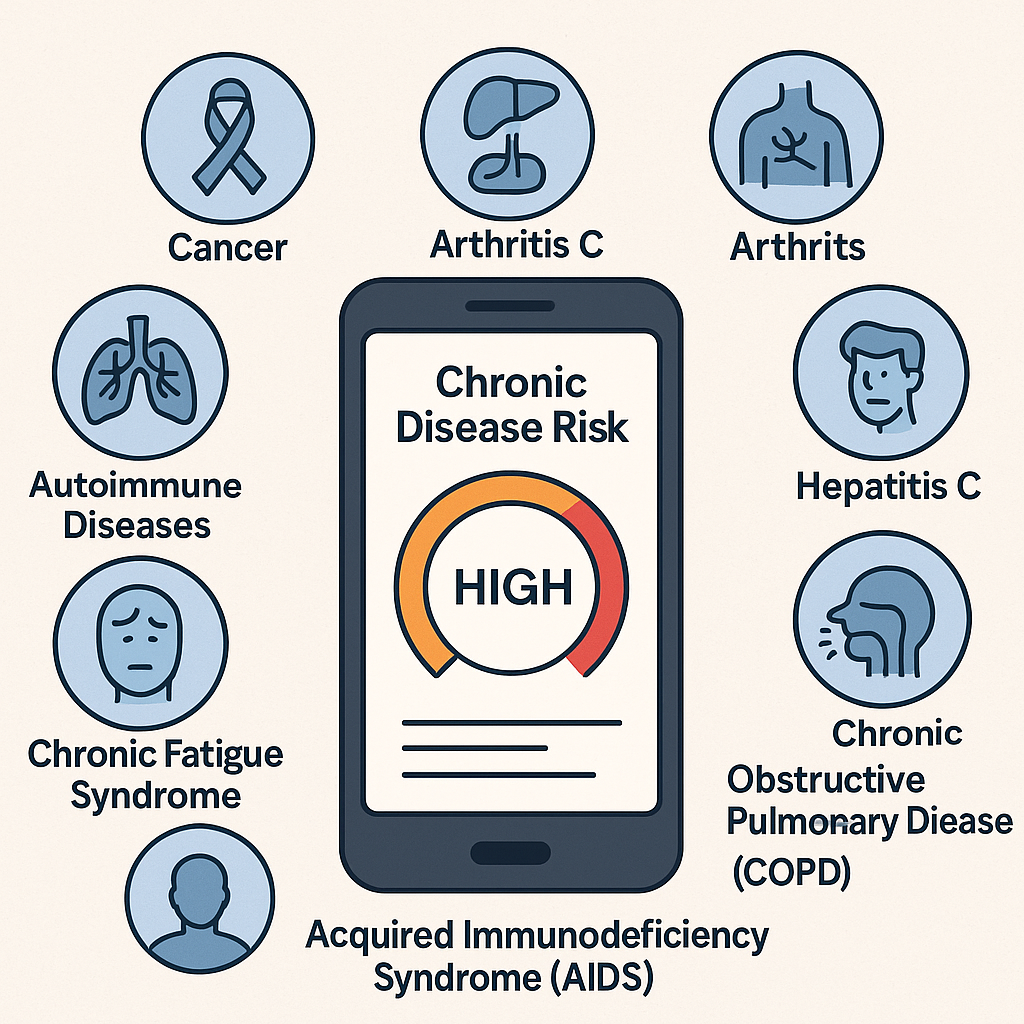 Cancer
Arthritis C
Arthrits
Chronic
Disease Risk
HIGH
Autoimmune
Diseases
Hepatitis C
Chronic Fatigue
Syndrome
Chronic
Obstructive
Pulmonary Diease
(COPD)
Acquired Immunodeficiency
Syndrome (AIDS)